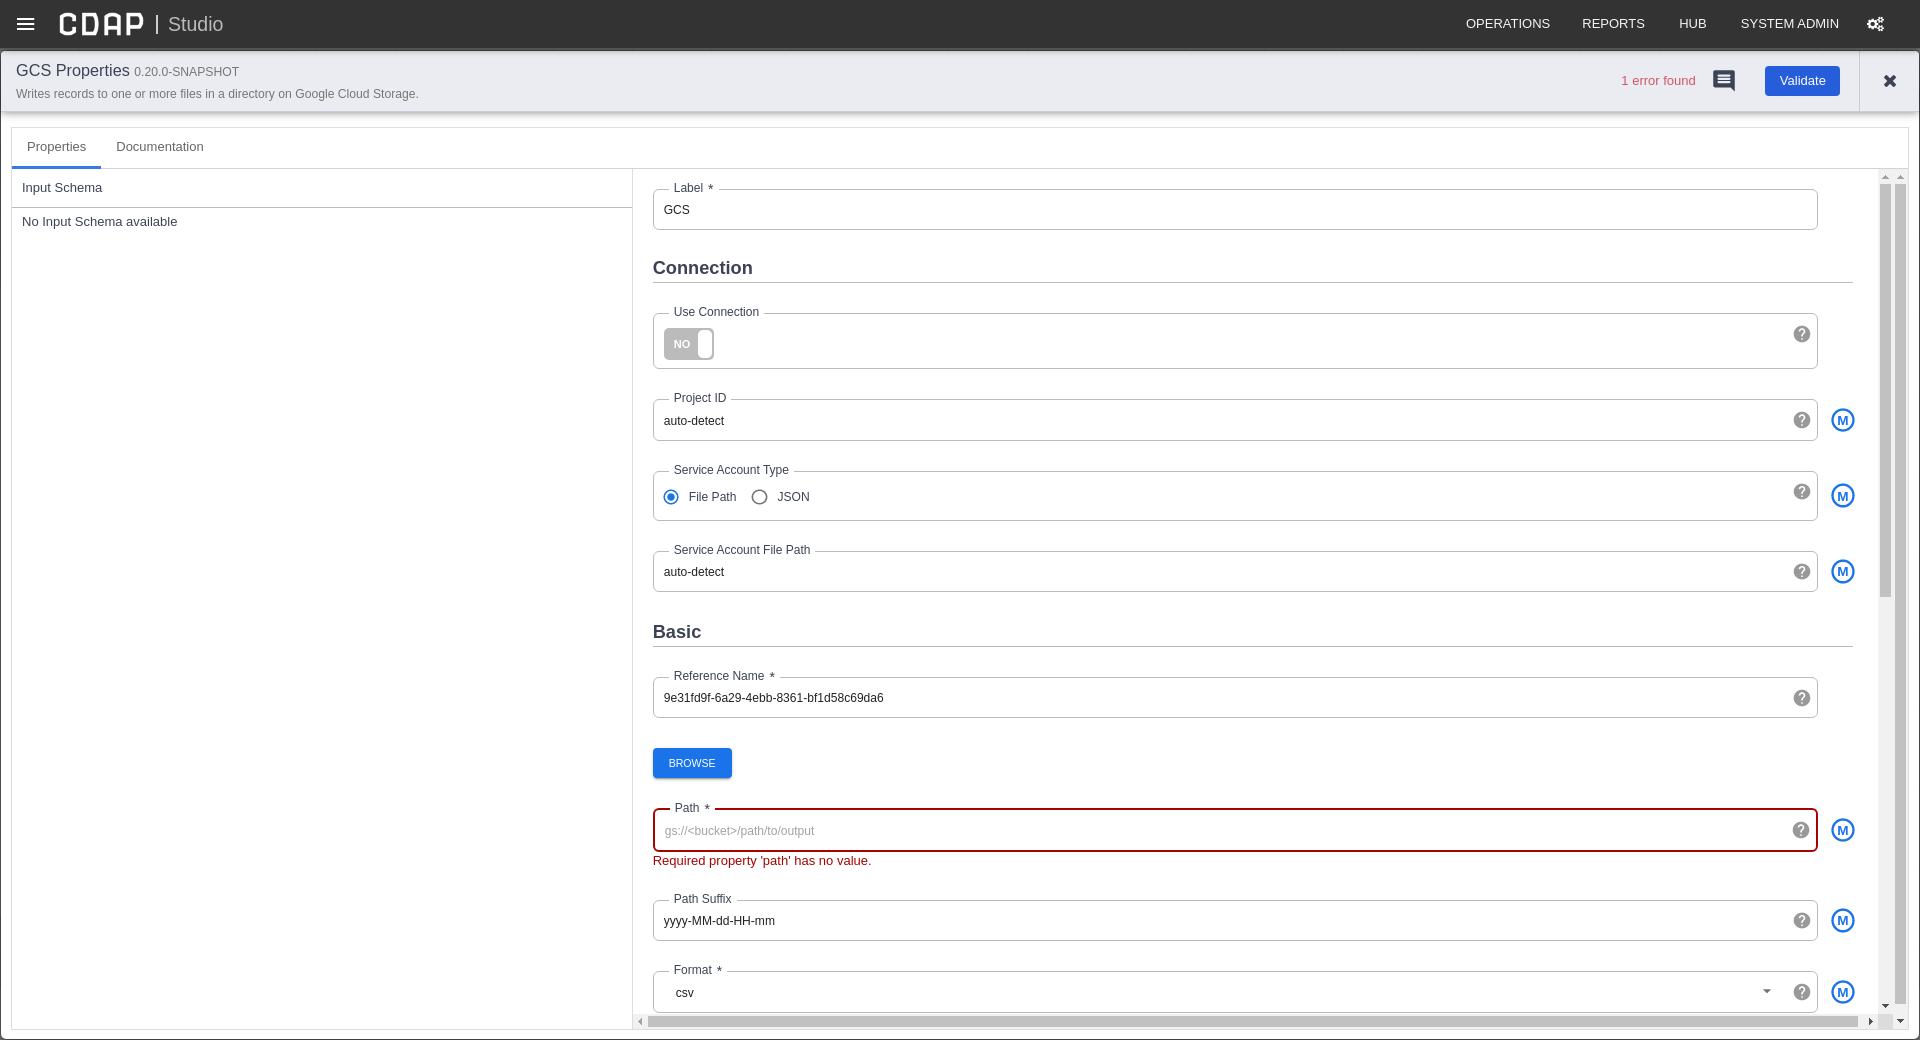 CDAP | Studio
OPERATIONS REPORTS HUB SYSTEM ADMIN
GCS Properties 0.20.0-SNAPSHOT
Writes records to one or more files in a directory on Google Cloud Storage.
1 error found
Validate
Properties Documentation
Input Schema
No Input Schema available
Label *
GCS
Connection
Use Connection
NO
Project ID
auto-detect
M
Service Account Type
File Path JSON
M
Service Account File Path
auto-detect
M
Basic
Reference Name *
9e31fd9f-6a29-4ebb-8361-bf1d58c69da6
BROWSE
Path *
gs://<bucket>/path/to/output
M
Required property 'path' has no value.
Path Suffix
yyyy-MM-dd-HH-mm
M
Format *
csv
M